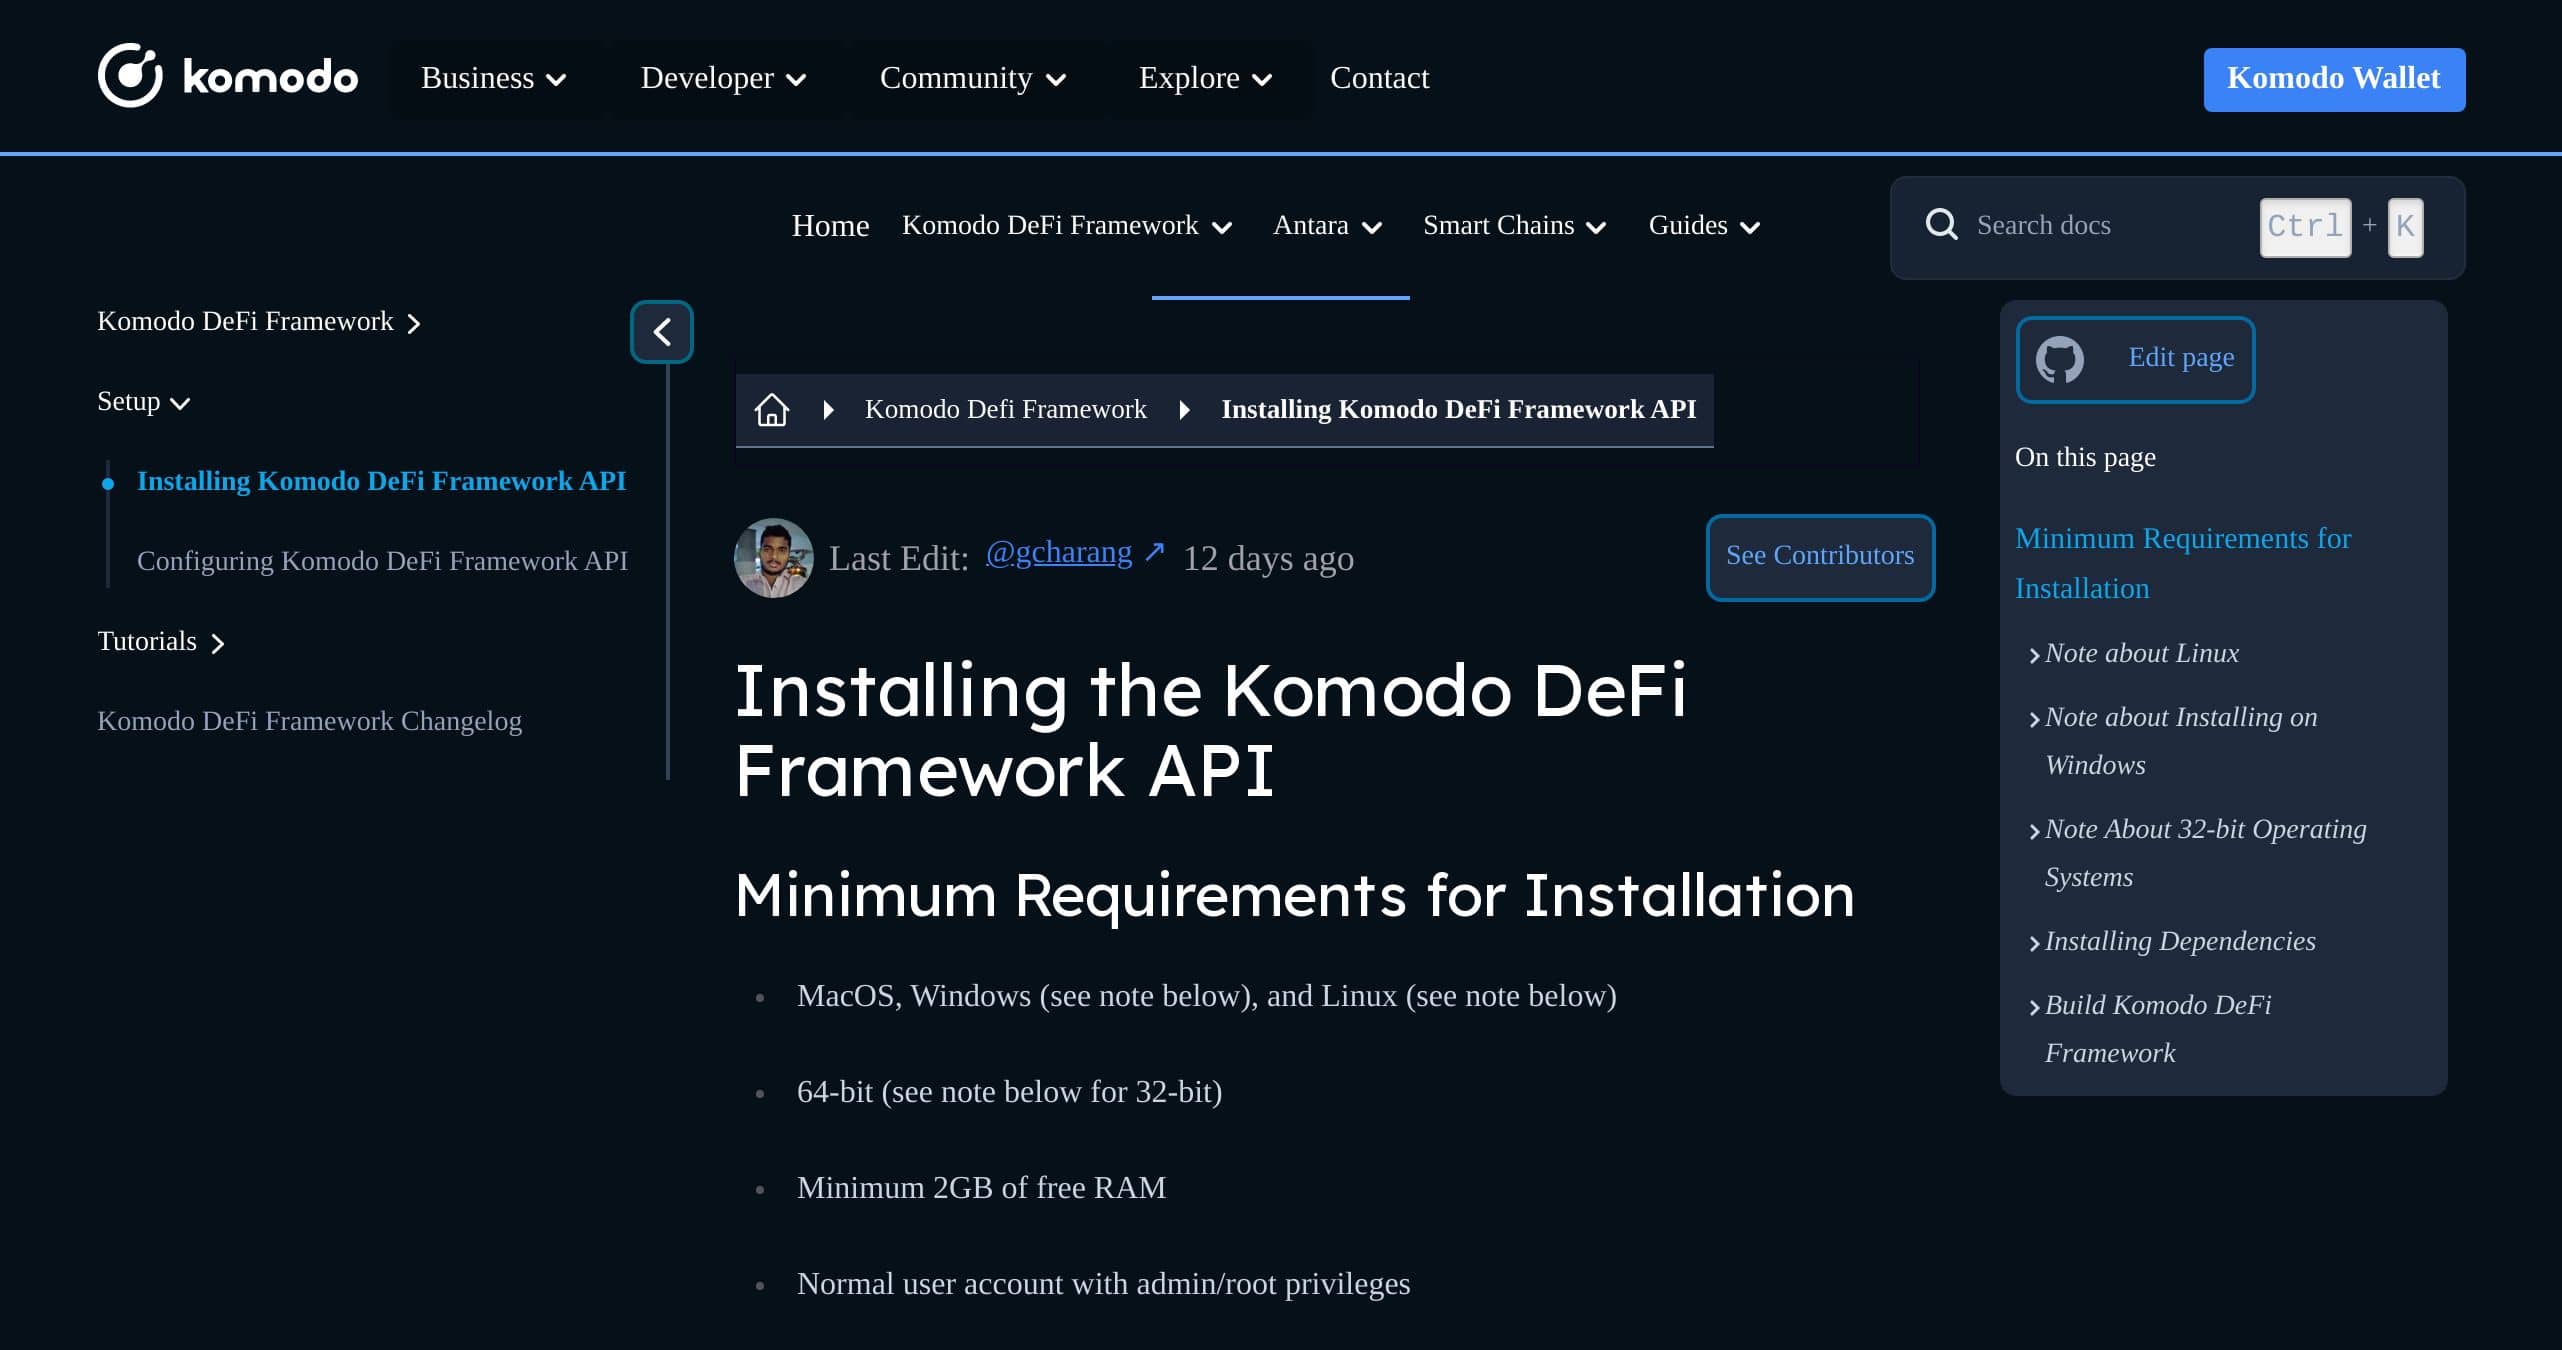 komodo Business Developer Community Explore Contact Komodo Wallet
Home Komodo DeFi Framework Antara Smart Chains Guides Search docs Ctrl + K
Komodo DeFi Framework
Setup
Installing Komodo DeFi Framework API
Configuring Komodo DeFi Framework API
Tutorials
Komodo DeFi Framework Changelog
Komodo Defi Framework Installing Komodo DeFi Framework API
Last Edit: @gcharang ↗ 12 days ago See Contributors
Installing the Komodo DeFi
Framework API
Minimum Requirements for Installation
• MacOS, Windows (see note below), and Linux (see note below)
• 64-bit (see note below for 32-bit)
• Minimum 2GB of free RAM
• Normal user account with admin/root privileges
Edit page
On this page
Minimum Requirements for
Installation
Note about Linux
Note about Installing on
Windows
Note About 32-bit Operating
Systems
Installing Dependencies
Build Komodo DeFi
Framework